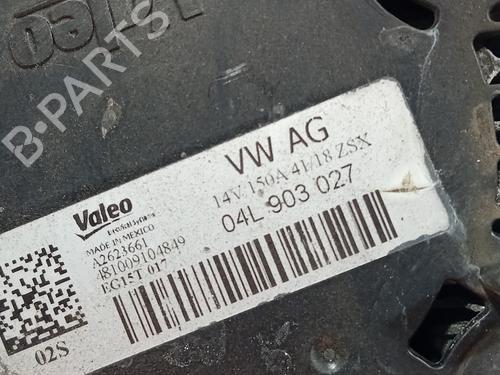 Valeo
B-PARTS
VW AG
14V 150A 41/18 ZSX
04L 903 027
Valeo
MADE IN MEXICO
A2623661
481009104849
EG15T 017
02S